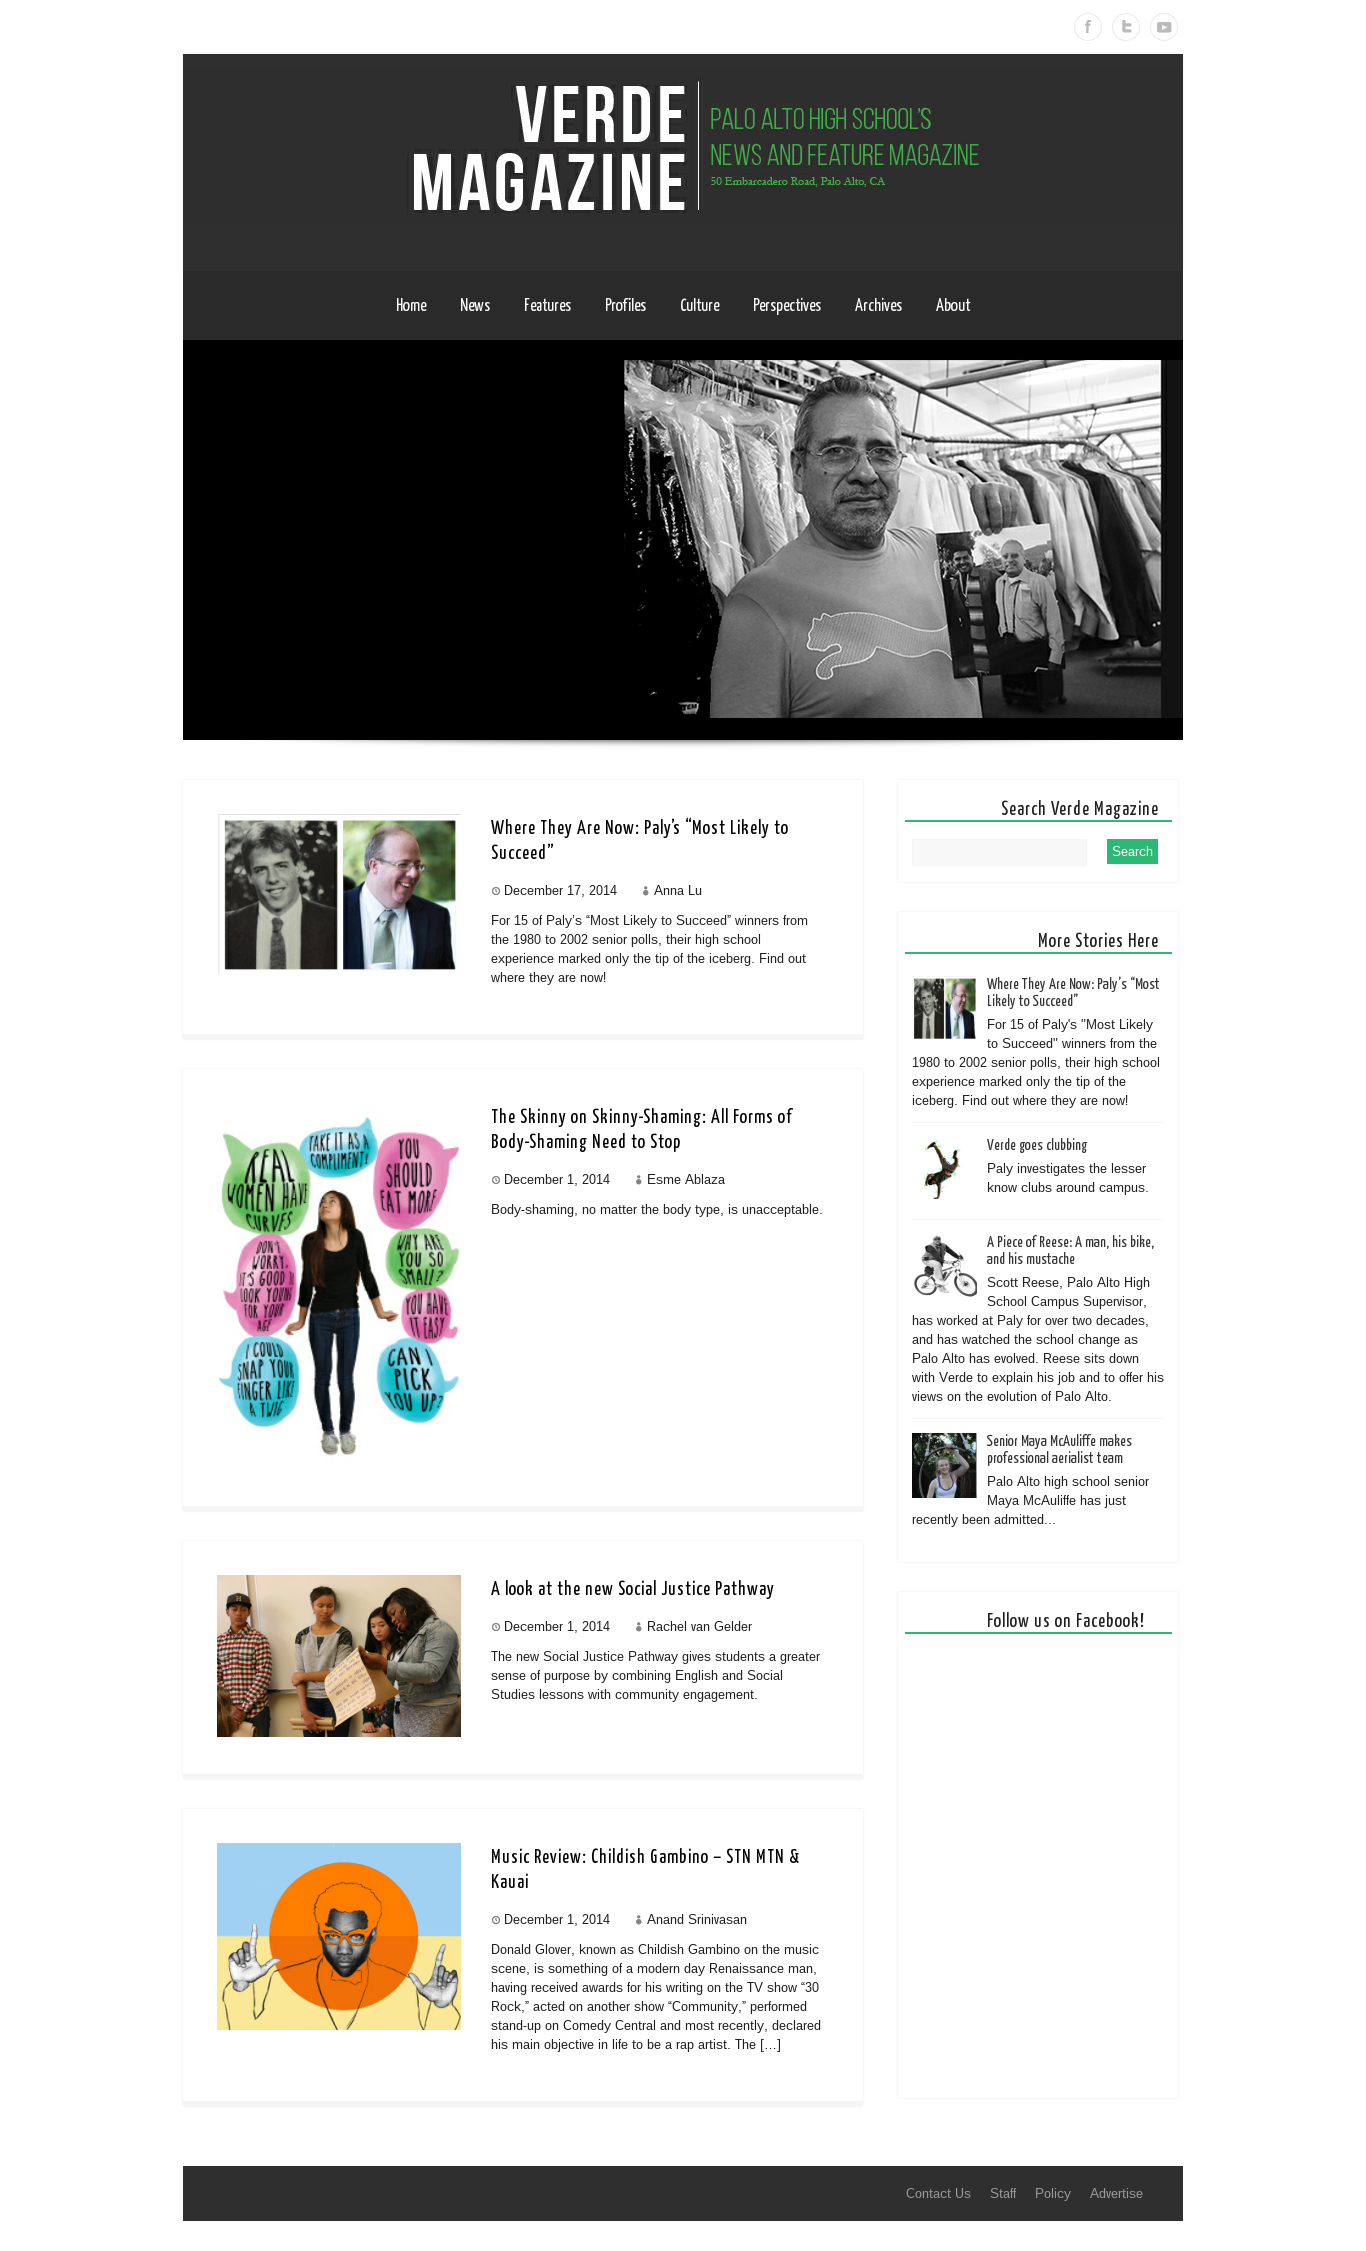 VERDE
MAGAZINE
PALO ALTO HIGH SCHOOL'S
NEWS AND FEATURE MAGAZINE
50 Embarcadero Road, Palo Alto, CA
Home News Features Profiles Culture Perspectives Archives About
Where They Are Now: Paly’s “Most Likely to
Succeed”
December 17, 2014 Anna Lu
For 15 of Paly’s “Most Likely to Succeed” winners from
the 1980 to 2002 senior polls, their high school
experience marked only the tip of the iceberg. Find out
where they are now!
REAL
WOMEN HAVE
CURVES
TAKE IT AS A
COMPLIMENT!
YOU
SHOULD
EAT MORE
DON'T
WORRY,
IT'S GOOD TO
LOOK YOUNG
FOR YOUR
AGE
WHY ARE
YOU SO
SMALL?
YOU HAVE
IT EASY
I COULD
SNAP YOUR
FINGER LIKE
A TWIG
CAN I
PICK
YOU UP?
The Skinny on Skinny-Shaming: All Forms of
Body-Shaming Need to Stop
December 1, 2014 Esme Ablaza
Body-shaming, no matter the body type, is unacceptable.
A look at the new Social Justice Pathway
December 1, 2014 Rachel van Gelder
The new Social Justice Pathway gives students a greater
sense of purpose by combining English and Social
Studies lessons with community engagement.
Music Review: Childish Gambino – STN MTN &
Kauai
December 1, 2014 Anand Srinivasan
Donald Glover, known as Childish Gambino on the music
scene, is something of a modern day Renaissance man,
having received awards for his writing on the TV show “30
Rock,” acted on another show “Community,” performed
stand-up on Comedy Central and most recently, declared
his main objective in life to be a rap artist. The […]
Search Verde Magazine
Search
More Stories Here
Where They Are Now: Paly's “Most
Likely to Succeed”
For 15 of Paly's "Most Likely
to Succeed" winners from the
1980 to 2002 senior polls, their high school
experience marked only the tip of the
iceberg. Find out where they are now!
Verde goes clubbing
Paly investigates the lesser
know clubs around campus.
A Piece of Reese: A man, his bike,
and his mustache
Scott Reese, Palo Alto High
School Campus Supervisor,
has worked at Paly for over two decades,
and has watched the school change as
Palo Alto has evolved. Reese sits down
with Verde to explain his job and to offer his
views on the evolution of Palo Alto.
Senior Maya McAuliffe makes
professional aerialist team
Palo Alto high school senior
Maya McAuliffe has just
recently been admitted...
Follow us on Facebook!
Contact Us Staff Policy Advertise